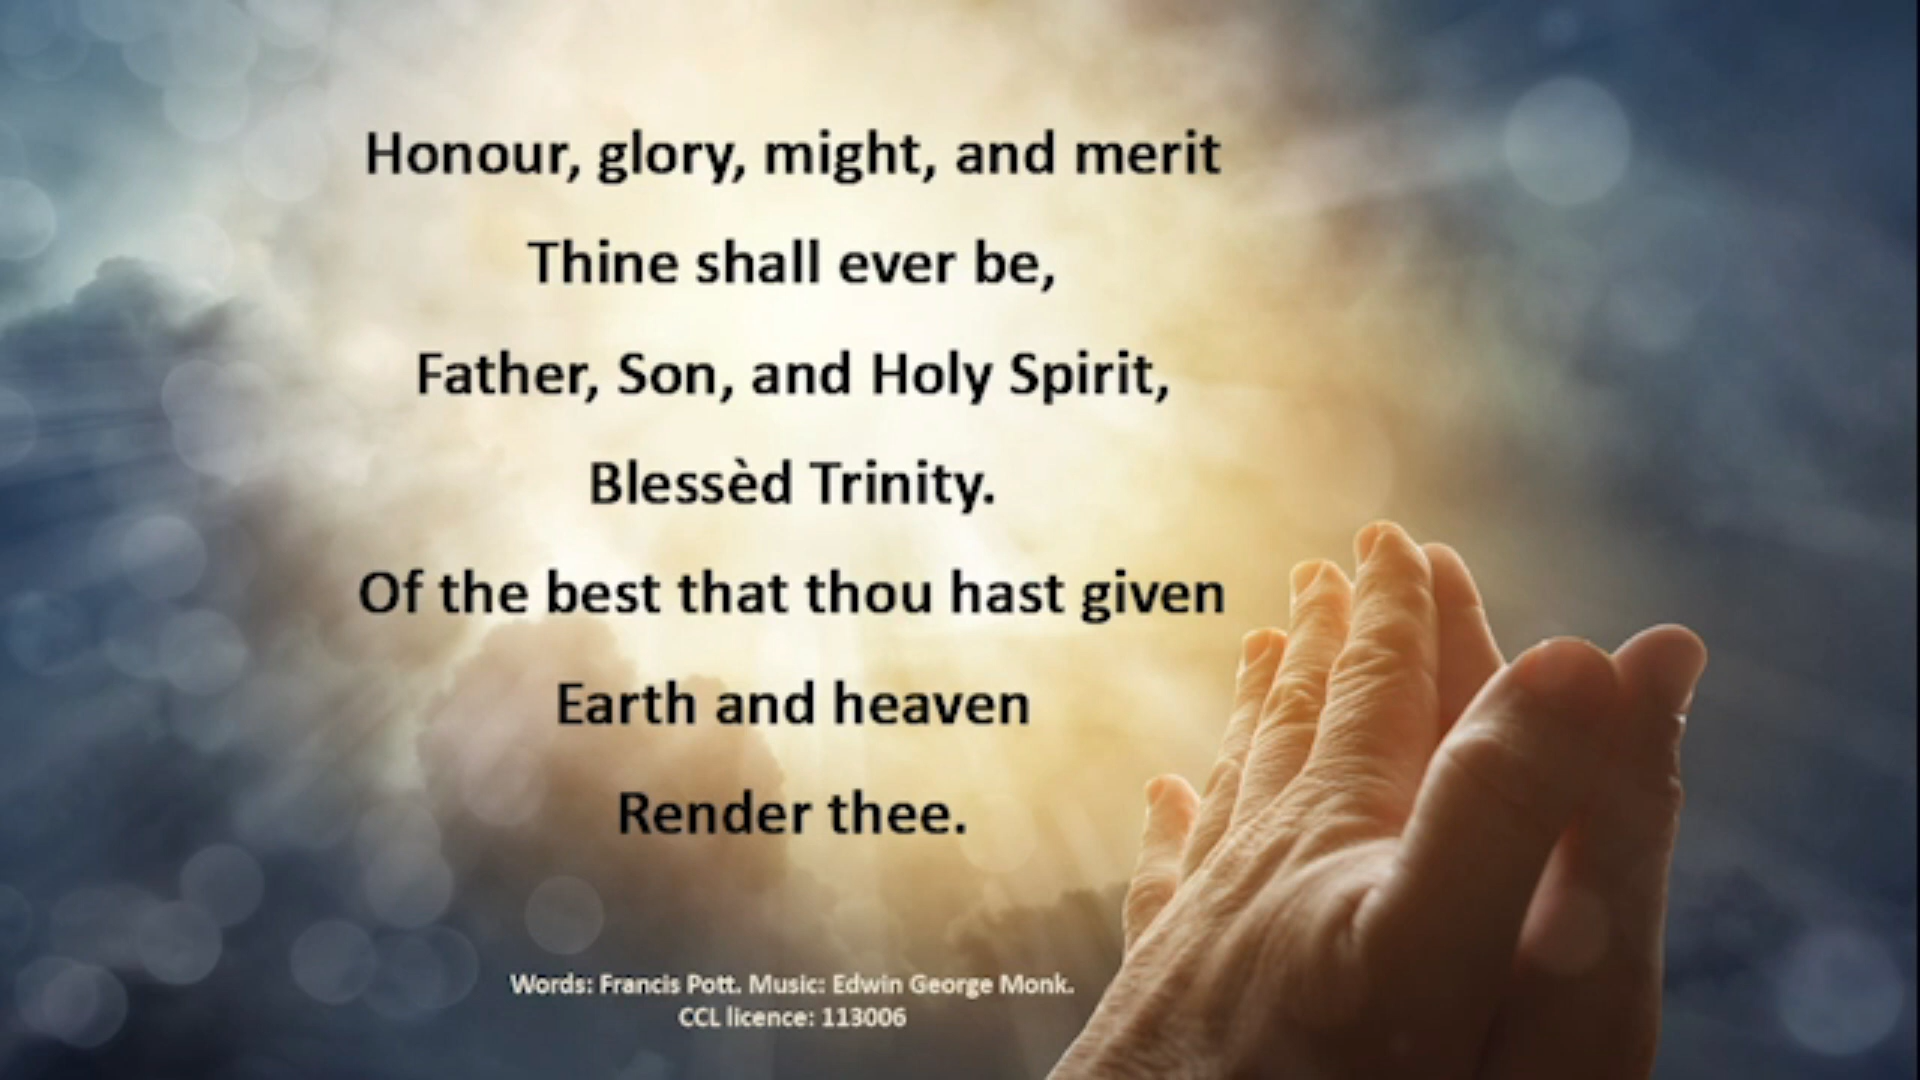 Honour, glory, might, and merit
Thine shall ever be,
Father, Son, and Holy Spirit,
Blessèd Trinity.
Of the best that thou hast given
Earth and heaven
Render thee.
Words: Francis Pott. Music: Edwin George Monk.
CCL licence: 113006